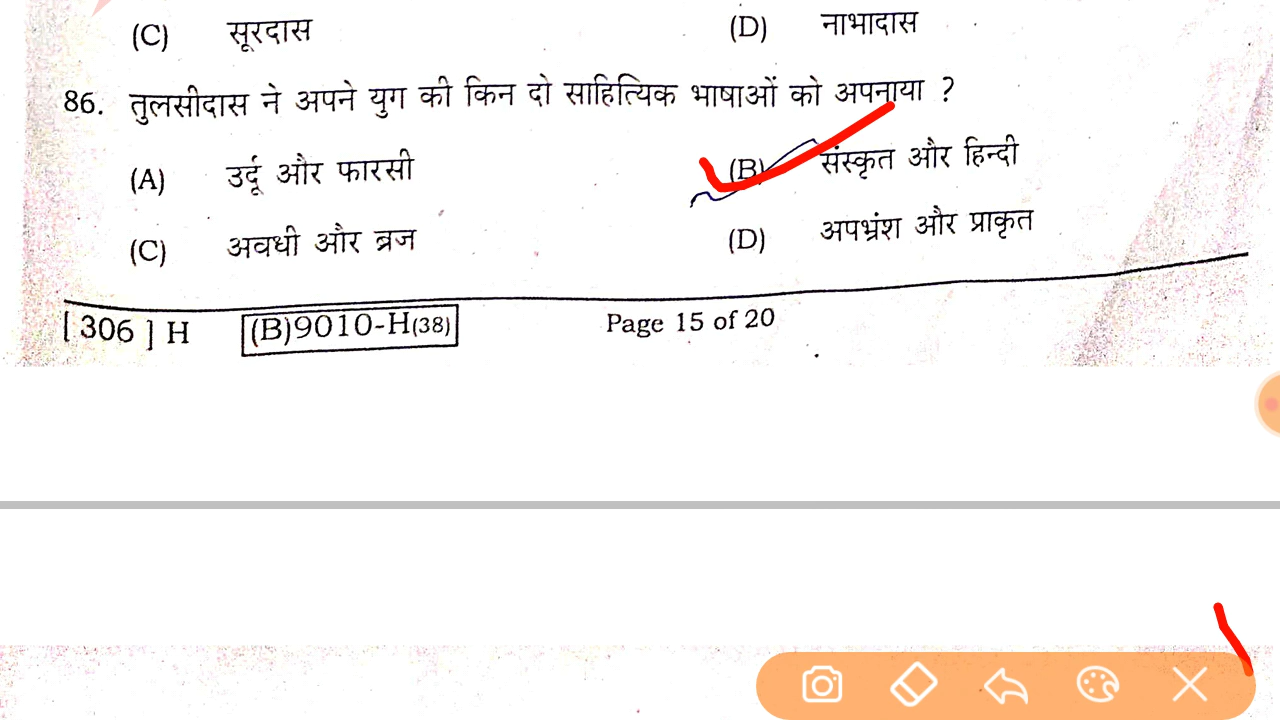 (C) सूरदास (D) नाभादास
86. तुलसीदास ने अपने युग की किन दो साहित्यिक भाषाओं को अपनाया ?
(A) उर्दू और फारसी (B) संस्कृत और हिन्दी
(C) अवधी और व्रज (D) अपभ्रंश और प्राकृत
[ 306 ] H (B)9010-H(38) Page 15 of 20